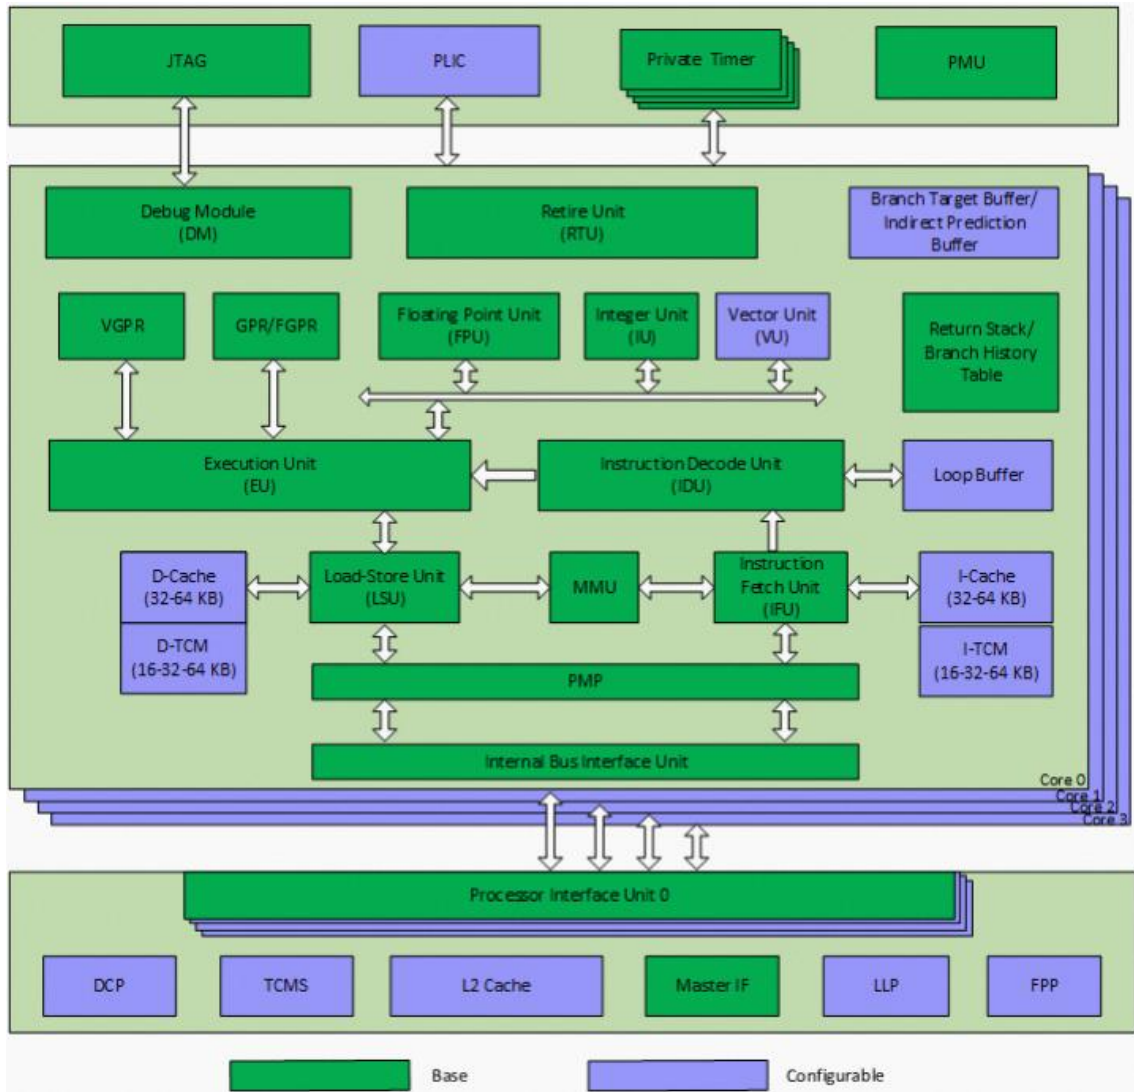 JTAG
PLIC
Private Timer
PMU
Debug Module
(DM)
Retire Unit
(RTU)
Branch Target Buffer/
Indirect Prediction
Buffer
VGPR
GPR/FGPR
Floating Point Unit
(FPU)
Integer Unit
(IU)
Vector Unit
(VU)
Return Stack/
Branch History
Table
Execution Unit
(EU)
Instruction Decode Unit
(IDU)
Loop Buffer
D-Cache
(32-64 KB)
Load-Store Unit
(LSU)
MMU
Instruction
Fetch Unit
(IFU)
I-Cache
(32-64 KB)
D-TCM
(16-32-64 KB)
I-TCM
(16-32-64 KB)
PMP
Internal Bus Interface Unit
Core 0
Core 1
Core 2
Core 3
Processor Interface Unit 0
DCP
TCMS
L2 Cache
Master IF
LLP
FPP
Base
Configurable